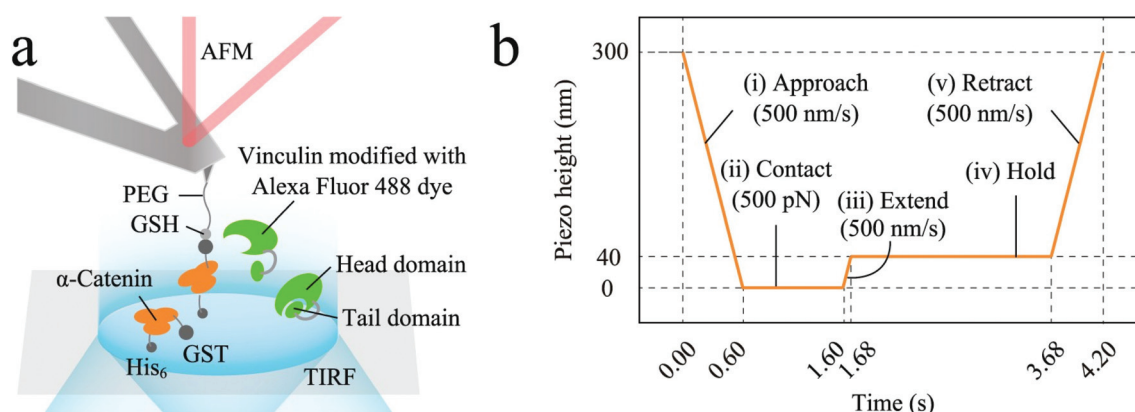 a
AFM
Vinculin modified with
Alexa Fluor 488 dye
PEG
GSH
α-Catenin
Head domain
Tail domain
GST
His₆
TIRF
b
Piezo height (nm)
300
40
0
(i) Approach
(500 nm/s)
(ii) Contact
(500 pN)
(iii) Extend
(500 nm/s)
(iv) Hold
(v) Retract
(500 nm/s)
0.00
0.60
1.60
1.68
3.68
4.20
Time (s)